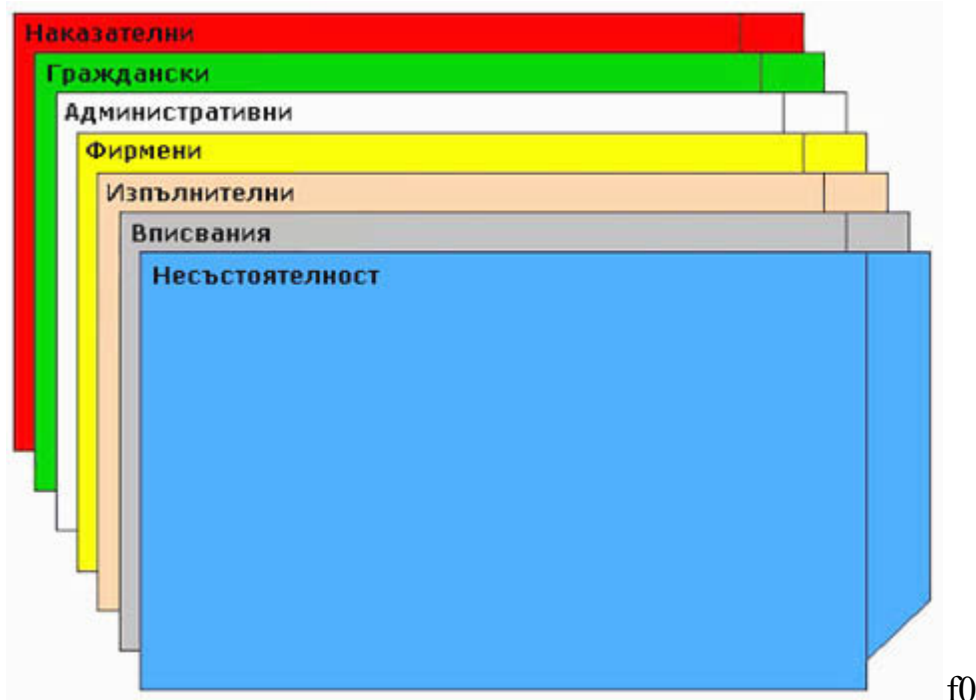 Наказателни
Граждански
Административни
Фирмени
Изпълнителни
Вписвания
Несъстоятелност
f0